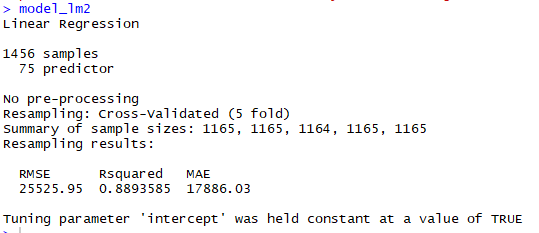 > model_lm2
Linear Regression
1456 samples
75 predictor
No pre-processing
Resampling: Cross-Validated (5 fold)
Summary of sample sizes: 1165, 1165, 1164, 1165, 1165
Resampling results:
RMSE Rsquared MAE
25525.95 0.8893585 17886.03
Tuning parameter 'intercept' was held constant at a value of TRUE
>